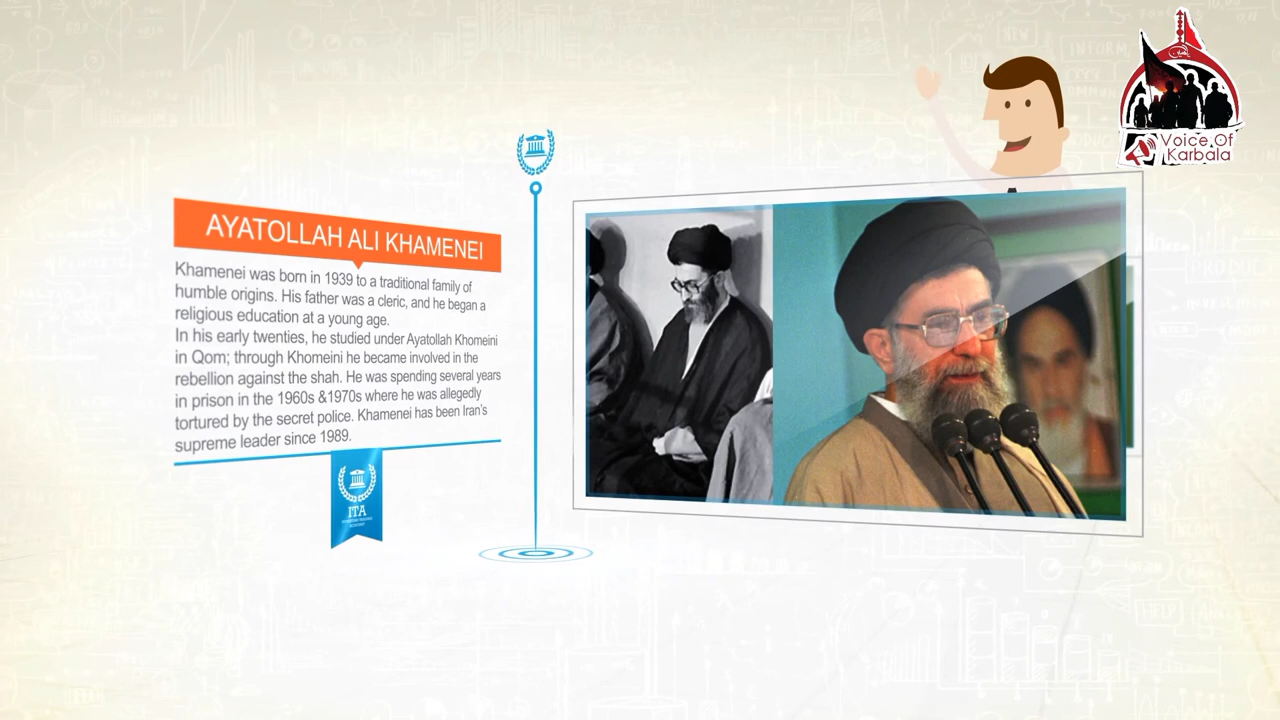 AYATOLLAH ALI KHAMENEI
Khamenei was born in 1939 to a traditional family of
humble origins. His father was a cleric, and he began a
religious education at a young age.
In his early twenties, he studied under Ayatollah Khomeini
in Qom; through Khomeini he became involved in the
rebellion against the shah. He was spending several years
in prison in the 1960s &1970s where he was allegedly
tortured by the secret police. Khamenei has been Iran's
supreme leader since 1989.
ITA
Voice Of
Karbala
NEW
INFORM
PRODUC
HELP